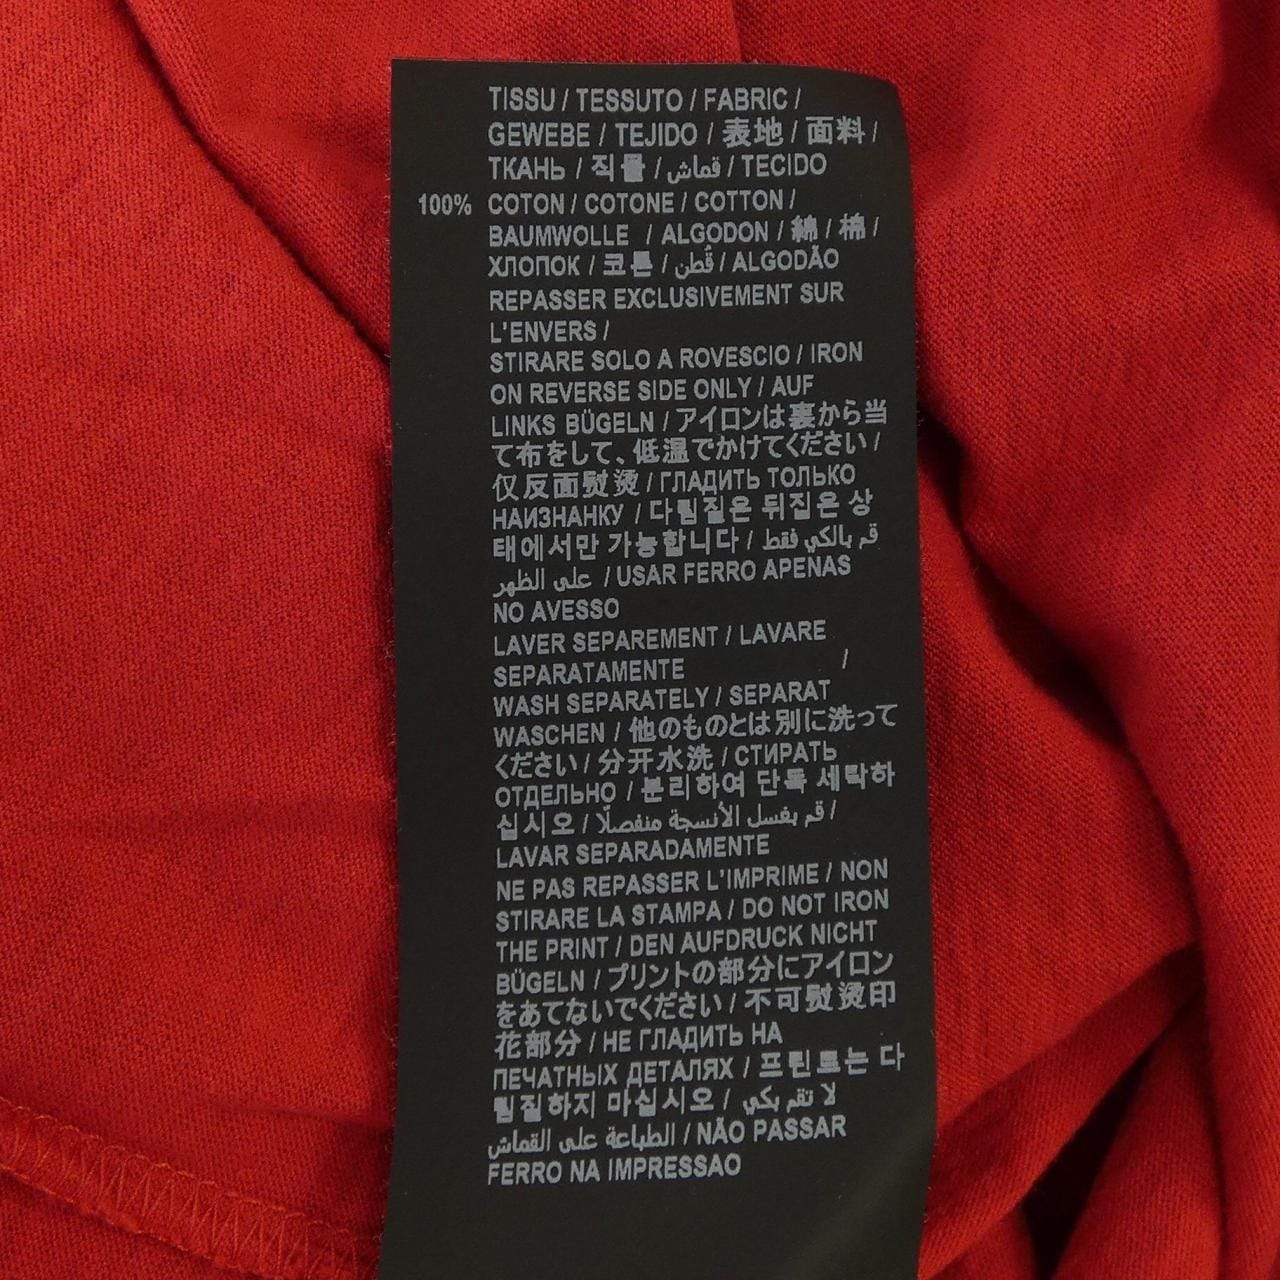 TISSU / TESSUTO / FABRIC /
GEWEBE / TEJIDO / 表地 / 面料 /
ТКАНЬ / 직물 / قماش / TECIDO
100% COTON / COTONE / COTTON /
BAUMWOLLE / ALGODON / 綿 / 棉 /
ХЛОПОК / 코튼 / قُطن / ALGODÃO
REPASSER EXCLUSIVEMENT SUR
L'ENVERS /
STIRARE SOLO A ROVESCIO / IRON
ON REVERSE SIDE ONLY / AUF
LINKS BÜGELN / アイロンは裏から当
て布をして、低温でかけてください /
仅反面熨烫 / ГЛАДИТЬ ТОЛЬКО
НАИЗНАНКУ / 다림질은 뒤집은 상
태에서만 가능합니다 / قم بالكي فقط
على الظهر / USAR FERRO APENAS
NO AVESSO
LAVER SEPAREMENT / LAVARE
SEPARATAMENTE /
WASH SEPARATELY / SEPARAT
WASCHEN / 他のものとは別に洗って
ください / 分开水洗 / СТИРАТЬ
ОТДЕЛЬНО / 분리하여 단독 세탁하
십시오 / قم بغسل الأنسجة منفصلًا /
LAVAR SEPARADAMENTE
NE PAS REPASSER L'IMPRIME / NON
STIRARE LA STAMPA / DO NOT IRON
THE PRINT / DEN AUFDRUCK NICHT
BÜGELN / プリントの部分にアイロン
をあてないでください / 不可熨烫印
花部分 / НЕ ГЛАДИТЬ НА
ПЕЧАТНЫХ ДЕТАЛЯХ / 프린트는 다
림질하지 마십시오 / لا تقم بكي
الطباعة على القماش / NÃO PASSAR
FERRO NA IMPRESSAO